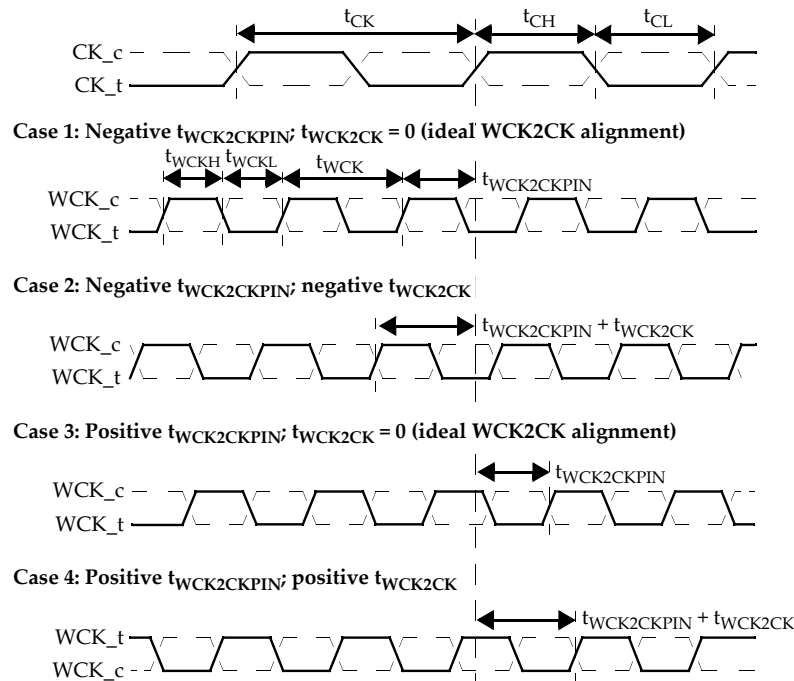 tCK tCH tCL
CK_c
CK_t
Case 1: Negative tWCK2CKPIN; tWCK2CK = 0 (ideal WCK2CK alignment)
tWCKH tWCKL tWCK
tWCK2CKPIN
WCK_c
WCK_t
Case 2: Negative tWCK2CKPIN; negative tWCK2CK
tWCK2CKPIN + tWCK2CK
WCK_c
WCK_t
Case 3: Positive tWCK2CKPIN; tWCK2CK = 0 (ideal WCK2CK alignment)
tWCK2CKPIN
WCK_c
WCK_t
Case 4: Positive tWCK2CKPIN; positive tWCK2CK
tWCK2CKPIN + tWCK2CK
WCK_t
WCK_c